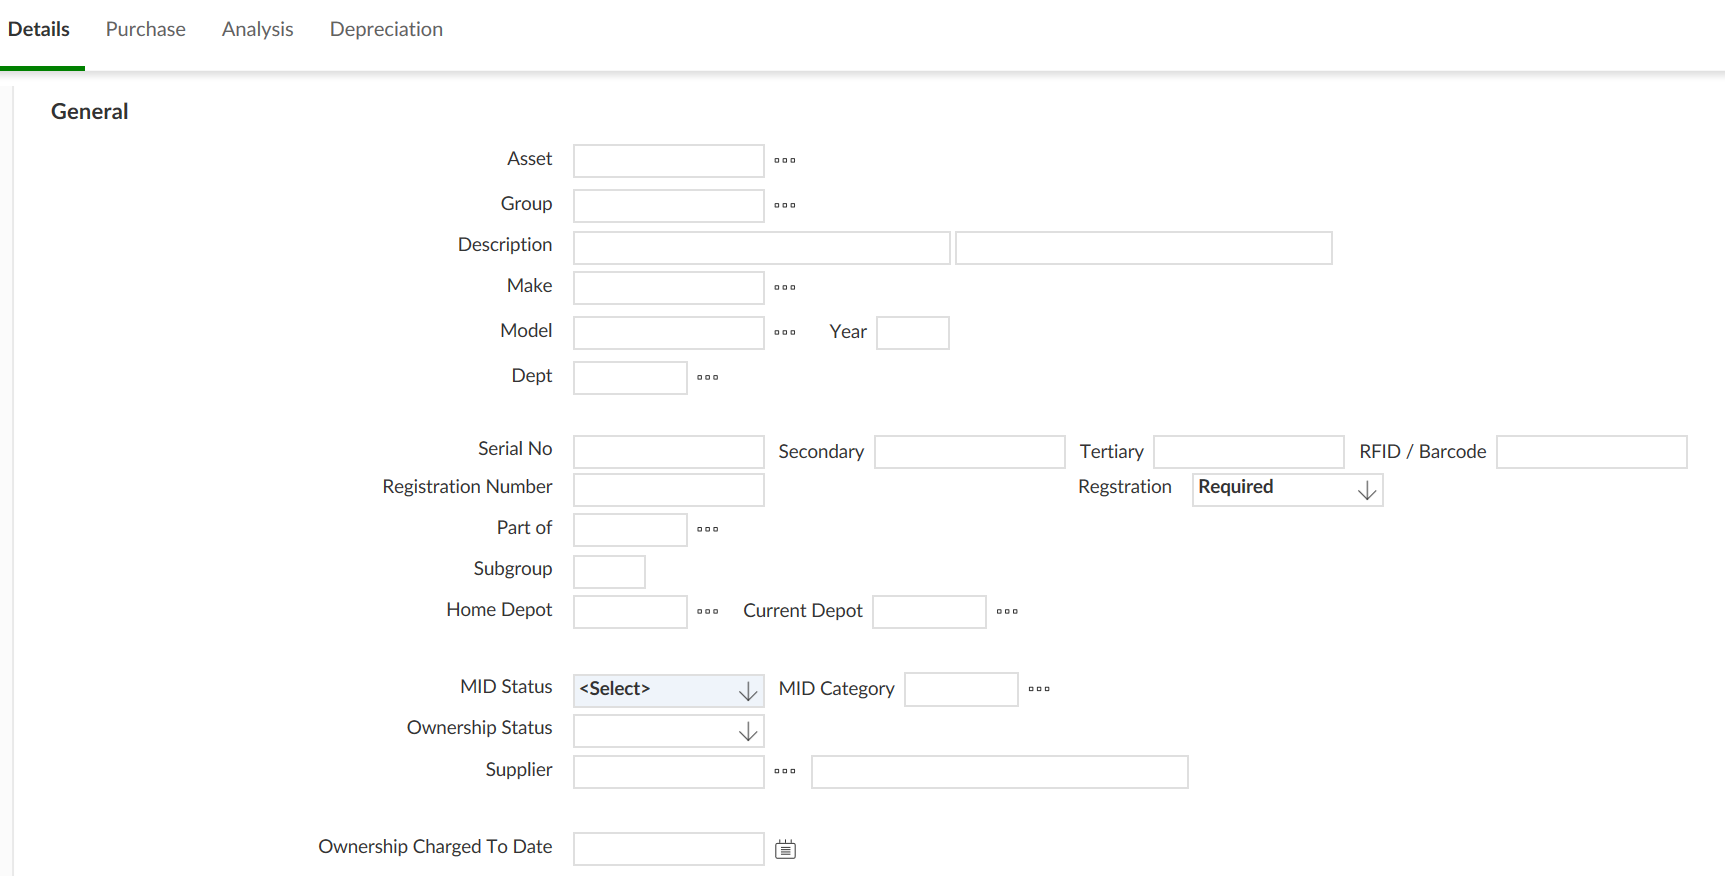 Details Purchase Analysis Depreciation
General
Asset
Group
Description
Make
Model Year
Dept
Serial No Secondary Tertiary RFID / Barcode
Registration Number Regstration Required
Part of
Subgroup
Home Depot Current Depot
MID Status <Select> MID Category
Ownership Status
Supplier
Ownership Charged To Date